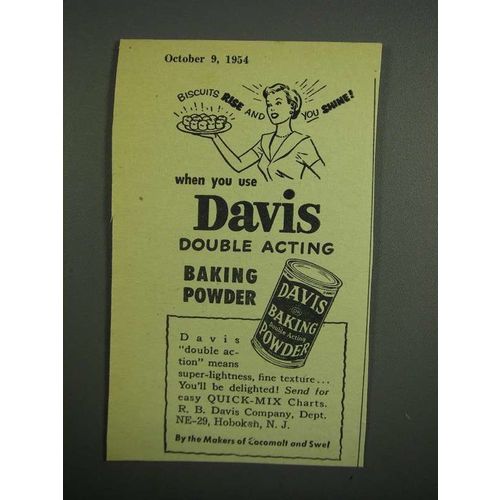 October 9, 1954
BISCUITS RISE AND YOU SHINE!
when you use
Davis
DOUBLE ACTING
BAKING
POWDER
DAVIS
BAKING
Double Acting
POWDER
Davis
"double ac-
tion" means
super-lightness, fine texture...
You'll be delighted! Send for
easy QUICK-MIX Charts.
R. B. Davis Company, Dept.
NE-29, Hoboken, N. J.
By the Makers of Cocomalt and Swel